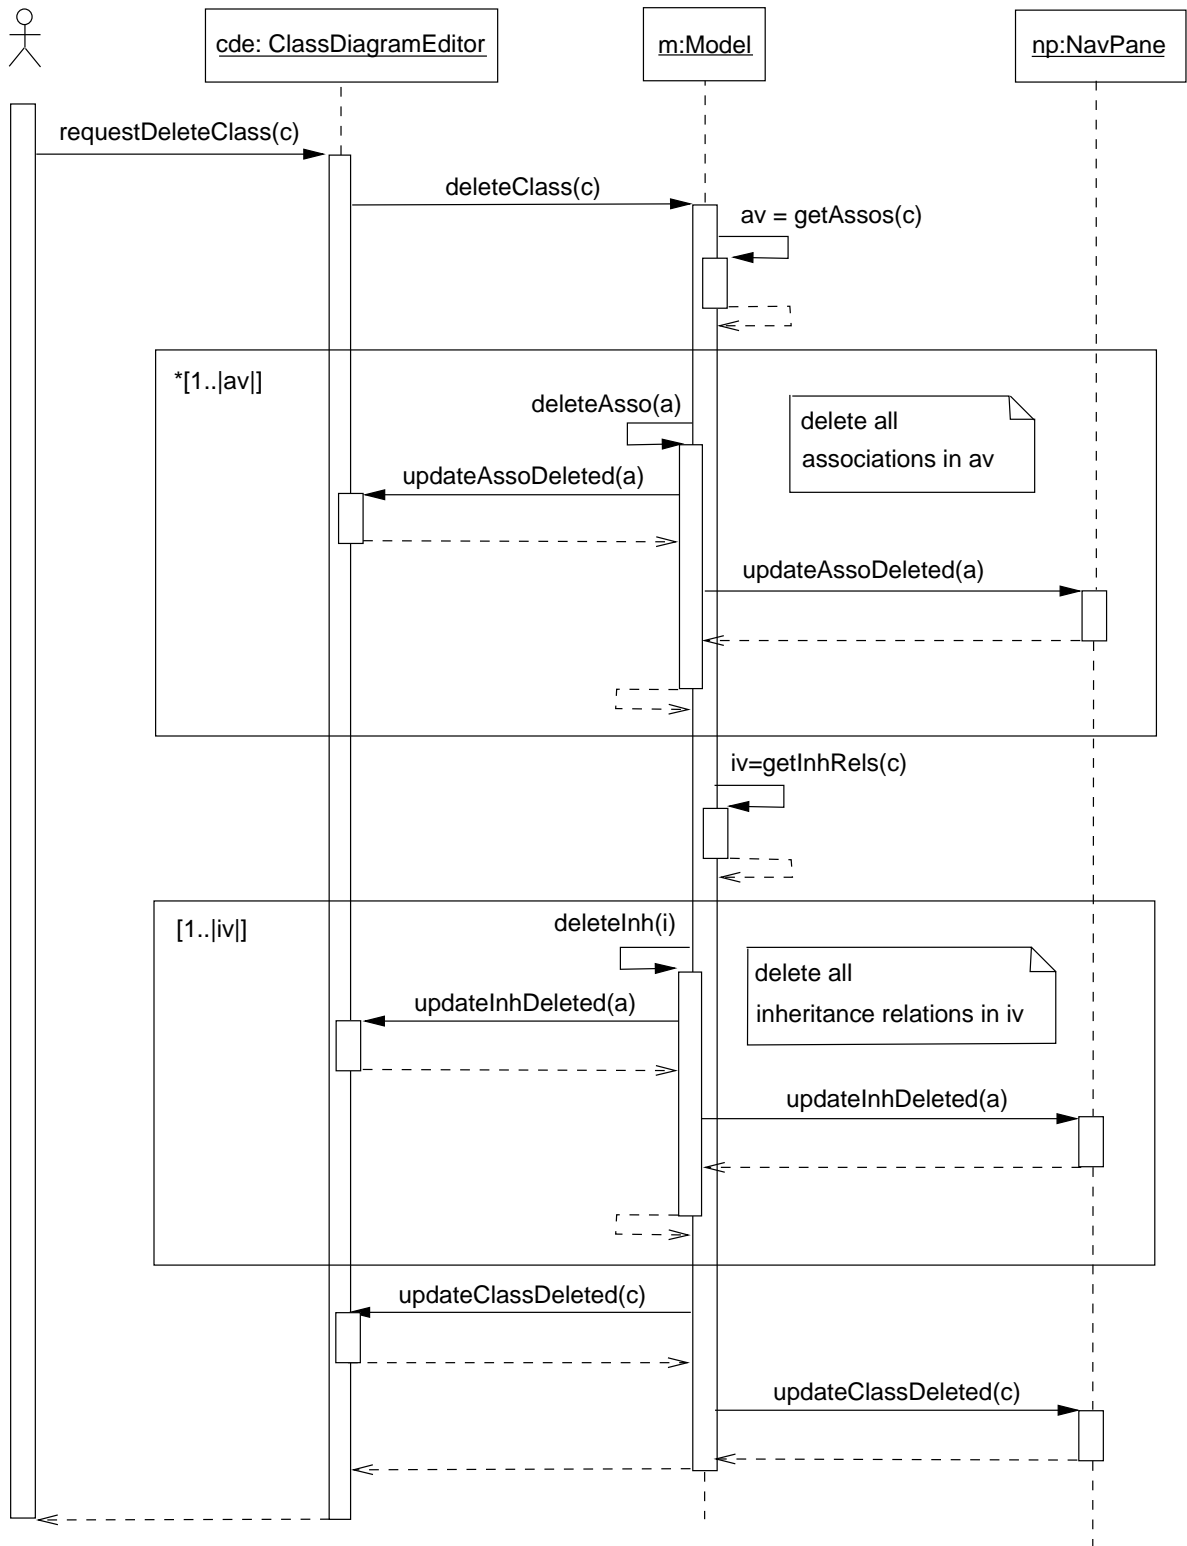 cde: ClassDiagramEditor
m:Model
np:NavPane
requestDeleteClass(c)
deleteClass(c)
av = getAssos(c)
*[1..|av|]
deleteAsso(a)
delete all
associations in av
updateAssoDeleted(a)
updateAssoDeleted(a)
iv=getInhRels(c)
[1..|iv|]
deleteInh(i)
delete all
inheritance relations in iv
updateInhDeleted(a)
updateInhDeleted(a)
updateClassDeleted(c)
updateClassDeleted(c)